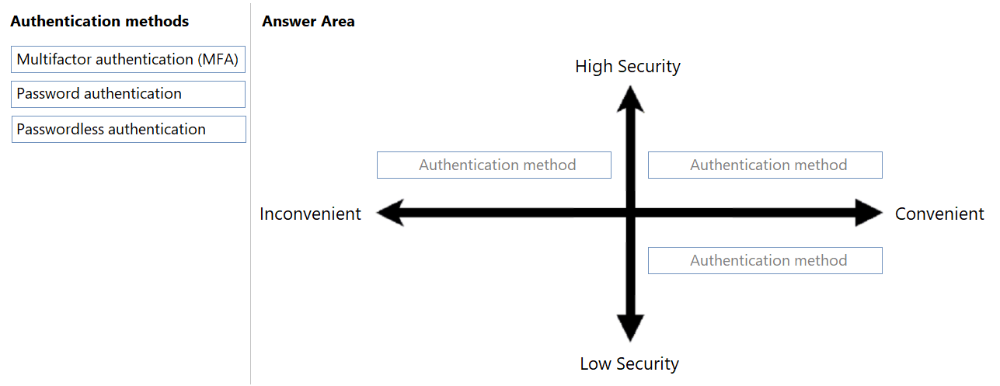 Authentication methods
Multifactor authentication (MFA)
Password authentication
Passwordless authentication
Answer Area
High Security
Authentication method
Authentication method
Inconvenient
Convenient
Authentication method
Low Security